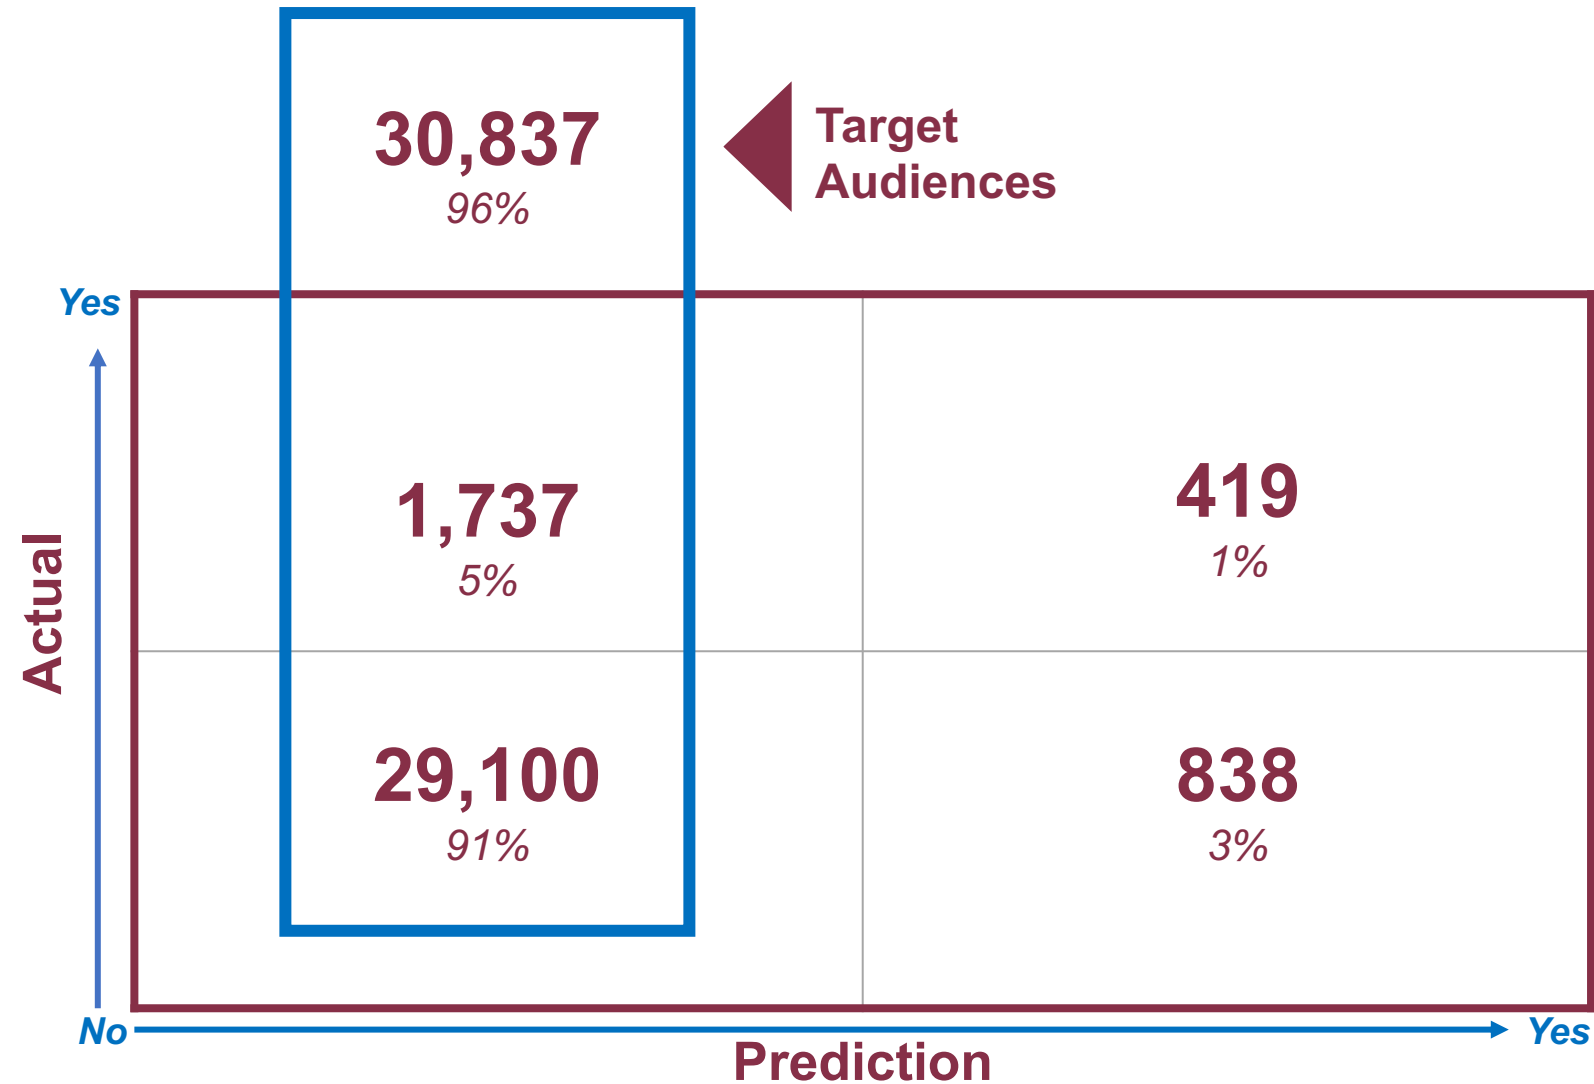 30,837
96%
Target
Audiences
Yes
1,737
5%
419
1%
Actual
29,100
91%
838
3%
No
Yes
Prediction